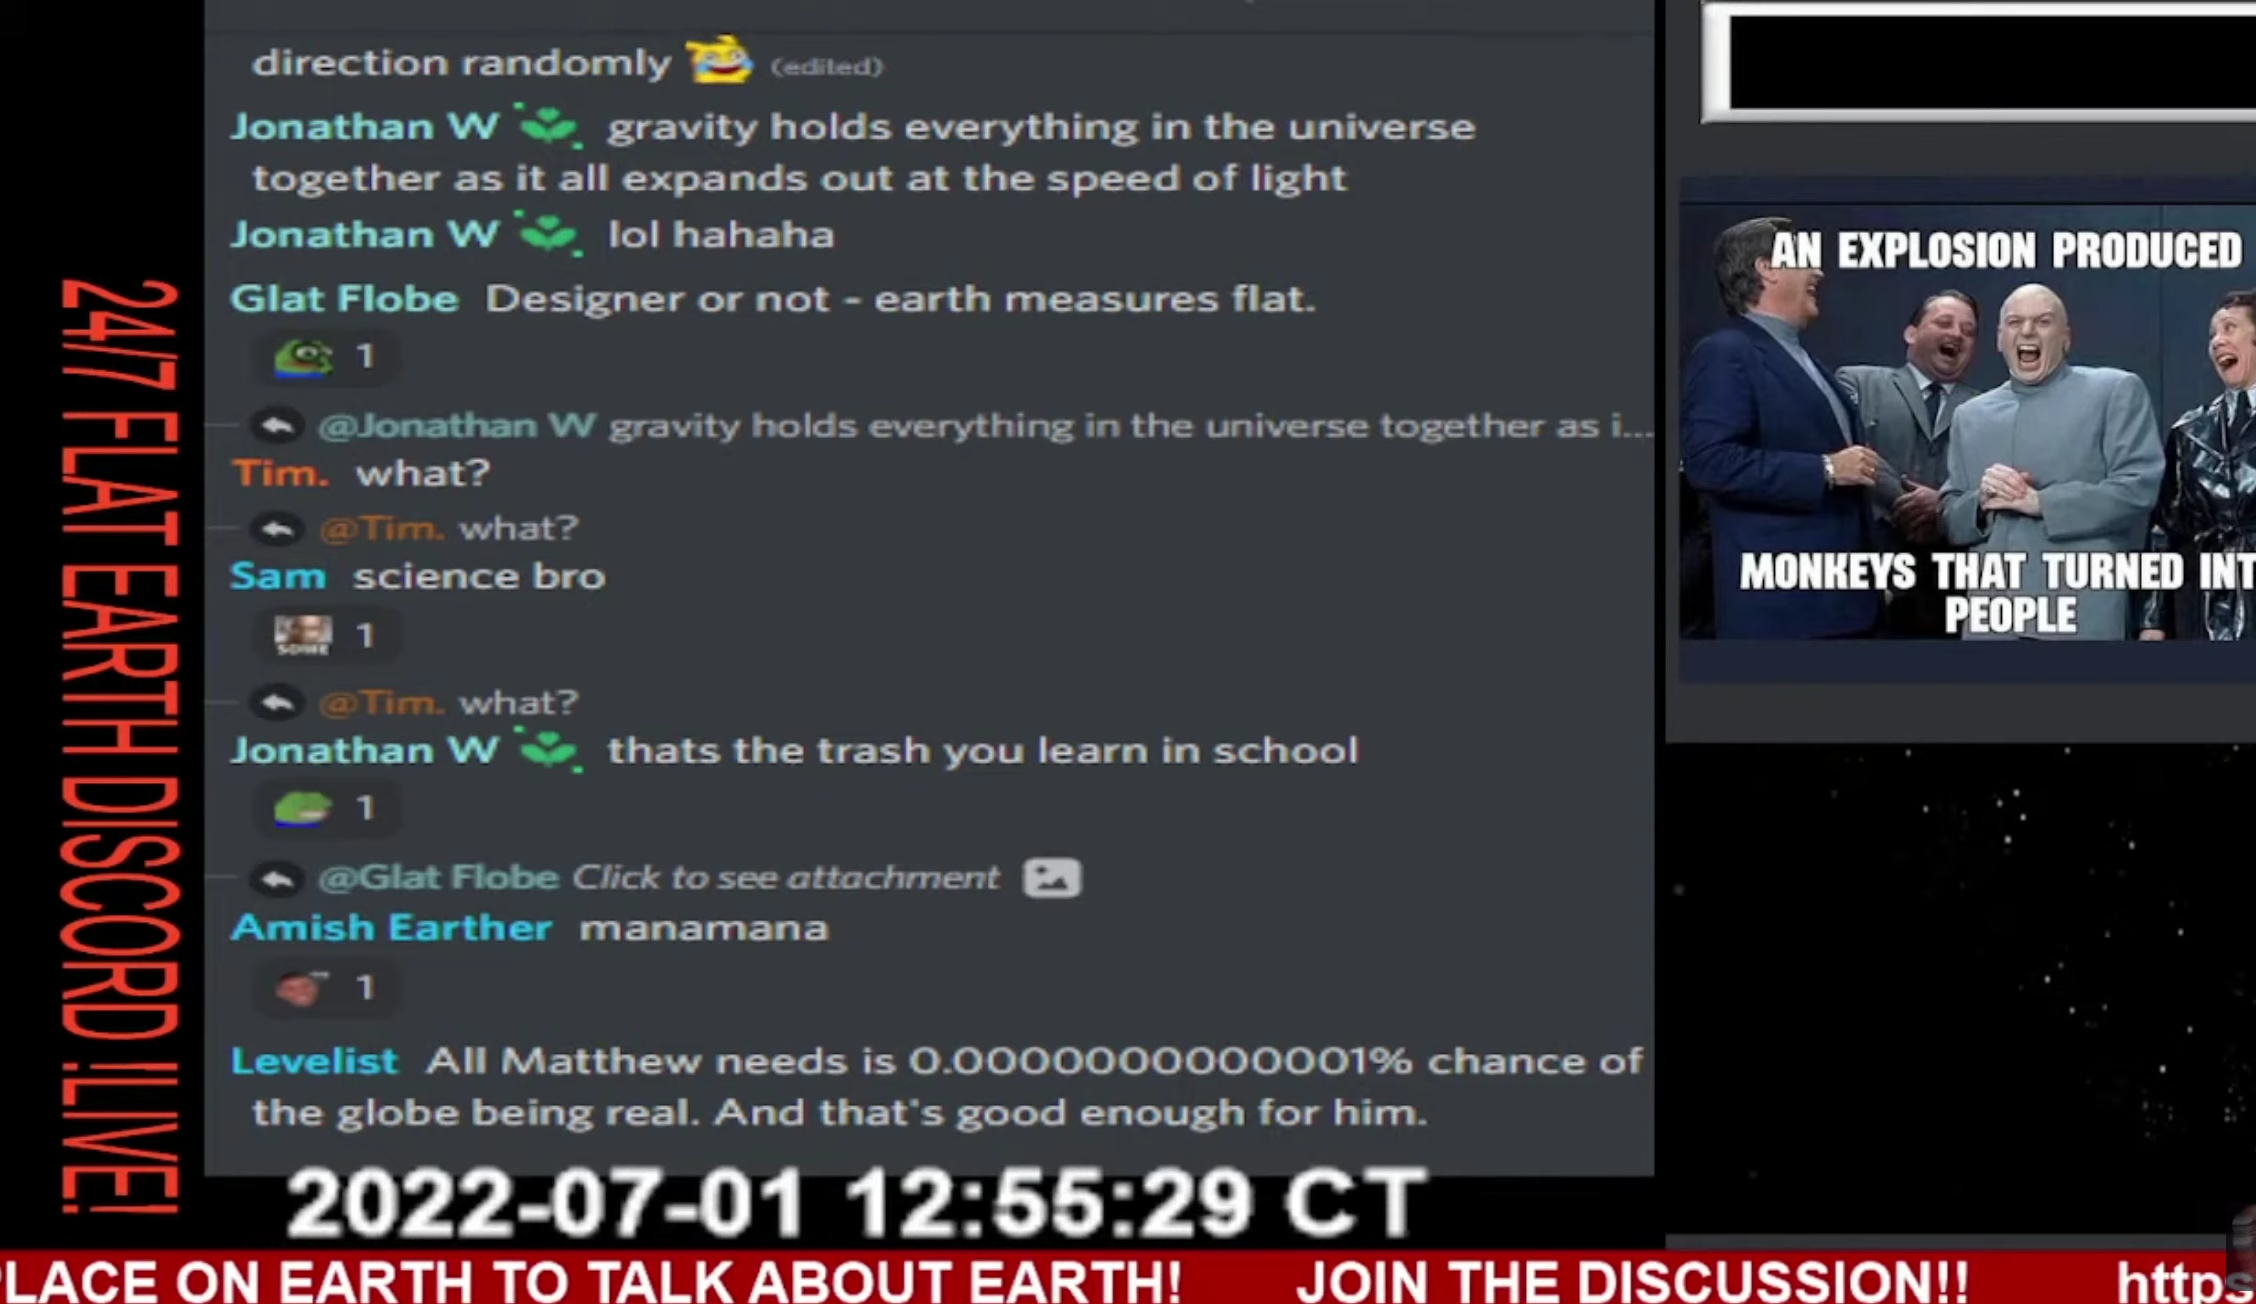 24/7 FLAT EARTH DISCORD !LIVE!
direction randomly (edited)
Jonathan W gravity holds everything in the universe
together as it all expands out at the speed of light
Jonathan W lol hahaha
Glat Flobe Designer or not - earth measures flat.
1
@Jonathan W gravity holds everything in the universe together as i...
Tim. what?
@Tim. what?
Sam science bro
SOME 1
@Tim. what?
Jonathan W thats the trash you learn in school
1
@Glat Flobe Click to see attachment
Amish Earther manamana
1
Levelist All Matthew needs is 0.0000000000001% chance of
the globe being real. And that's good enough for him.
2022-07-01 12:55:29 CT
AN EXPLOSION PRODUCED
MONKEYS THAT TURNED INT
PEOPLE
LACE ON EARTH TO TALK ABOUT EARTH! JOIN THE DISCUSSION!! https